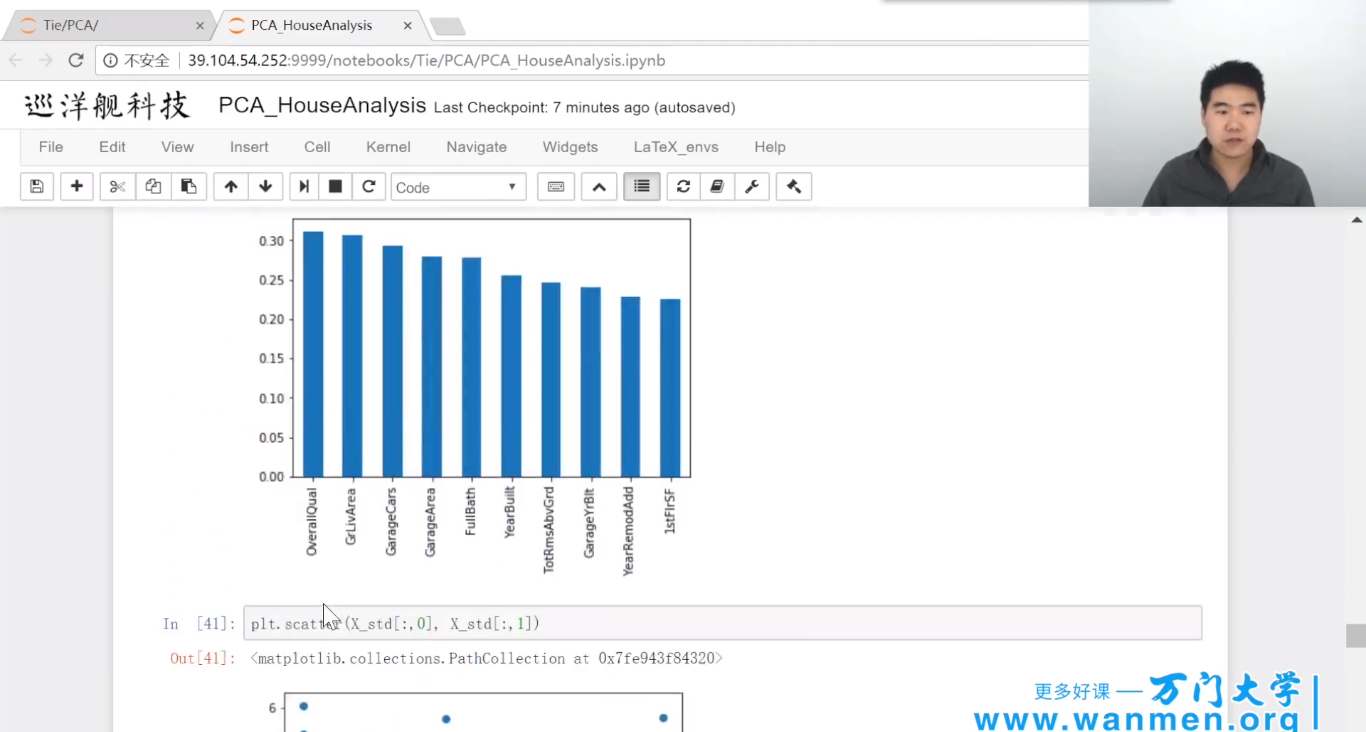 Tie/PCA/
PCA_HouseAnalysis
不安全 39.104.54.252:9999/notebooks/Tie/PCA/PCA_HouseAnalysis.ipynb
巡洋舰科技 PCA_HouseAnalysis Last Checkpoint: 7 minutes ago (autosaved)
File Edit View Insert Cell Kernel Navigate Widgets LaTeX_envs Help
Code
0.30
0.25
0.20
0.15
0.10
0.05
0.00
OverallQual
GrLivArea
GarageCars
GarageArea
FullBath
YearBuilt
TotRmsAbvGrd
GarageYrBlt
YearRemodAdd
1stFlrSF
In [41]: plt.scatter(X_std[:,0], X_std[:,1])
Out[41]: <matplotlib.collections.PathCollection at 0x7fe943f84320>
6
更多好课 — 万门大学
www.wanmen.org